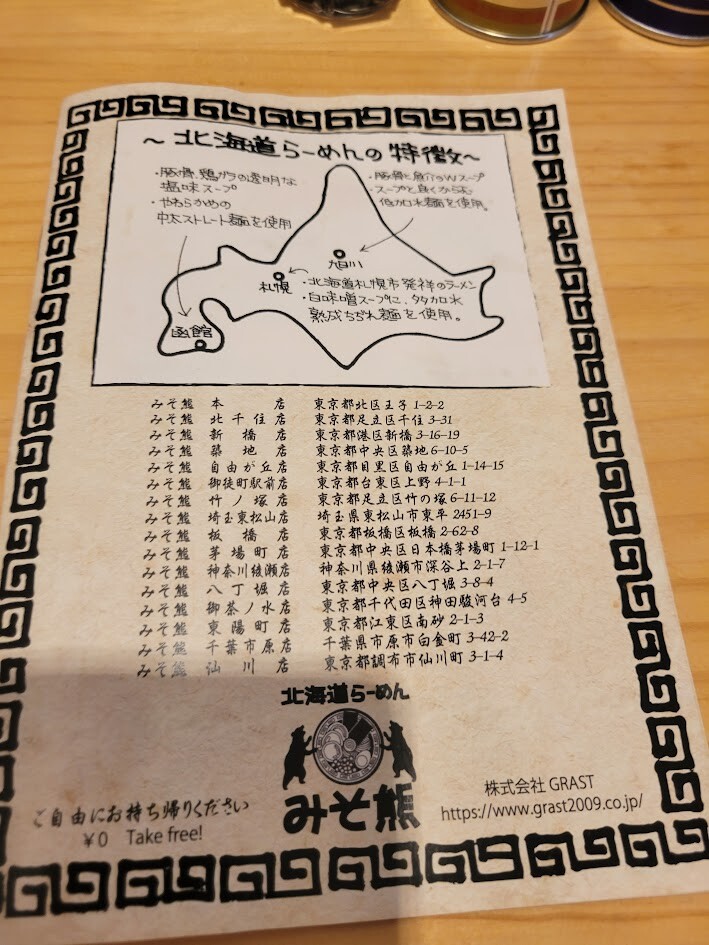 ～北海道らーめんの特徴～
・豚骨、鶏ガラの透明な
塩味スープ
・やわらかめの
中太ストレート麺を使用
・豚骨と魚介のWスープ
・スープと良くからむ
低加水麺を使用。
旭川
札幌
・北海道札幌市発祥のラーメン
・白味噌スープに、多加水
熟成ちぢれ麺を使用。
函館
みそ熊 本店 東京都北区王子 1-2-2
みそ熊 北千住店 東京都足立区千住 3-31
みそ熊 新橋店 東京都港区新橋 3-16-19
みそ熊 築地店 東京都中央区築地 6-10-5
みそ熊 自由が丘店 東京都目黒区自由が丘 1-14-15
みそ熊 御徒町駅前店 東京都台東区上野 4-1-1
みそ熊 竹ノ塚店 東京都足立区竹の塚 6-11-12
みそ熊 埼玉東松山店 埼玉県東松山市東平 2451-9
みそ熊 板橋店 東京都板橋区板橋 2-62-8
みそ熊 茅場町店 東京都中央区日本橋茅場町 1-12-1
みそ熊 神奈川綾瀬店 神奈川県綾瀬市深谷上 2-1-7
みそ熊 八丁堀店 東京都中央区八丁堀 3-8-4
みそ熊 御茶ノ水店 東京都千代田区神田駿河台 4-5
みそ熊 東陽町店 東京都江東区南砂 2-1-3
みそ熊 千葉市原店 千葉県市原市白金町 3-42-2
みそ熊 仙川店 東京都調布市仙川町 3-1-4
北海道らーめん
みそ熊
ご自由にお持ち帰りください
￥0 Take free!
株式会社 GRAST
https://www.grast2009.co.jp/